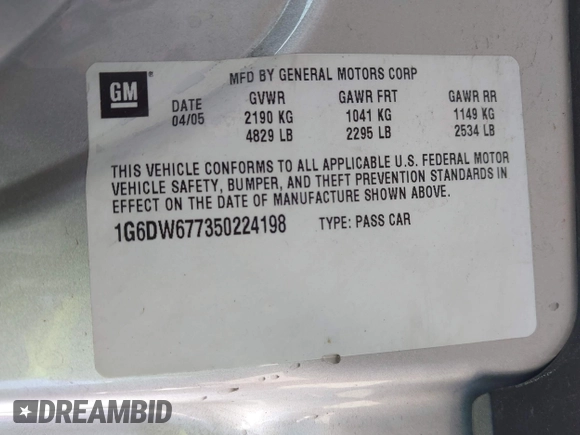 GM
MFD BY GENERAL MOTORS CORP
DATE GVWR GAWR FRT GAWR RR
04/05 2190 KG 1041 KG 1149 KG
4829 LB 2295 LB 2534 LB
THIS VEHICLE CONFORMS TO ALL APPLICABLE U.S. FEDERAL MOTOR
VEHICLE SAFETY, BUMPER, AND THEFT PREVENTION STANDARDS IN
EFFECT ON THE DATE OF MANUFACTURE SHOWN ABOVE.
1G6DW677350224198 TYPE: PASS CAR
DREAMBID